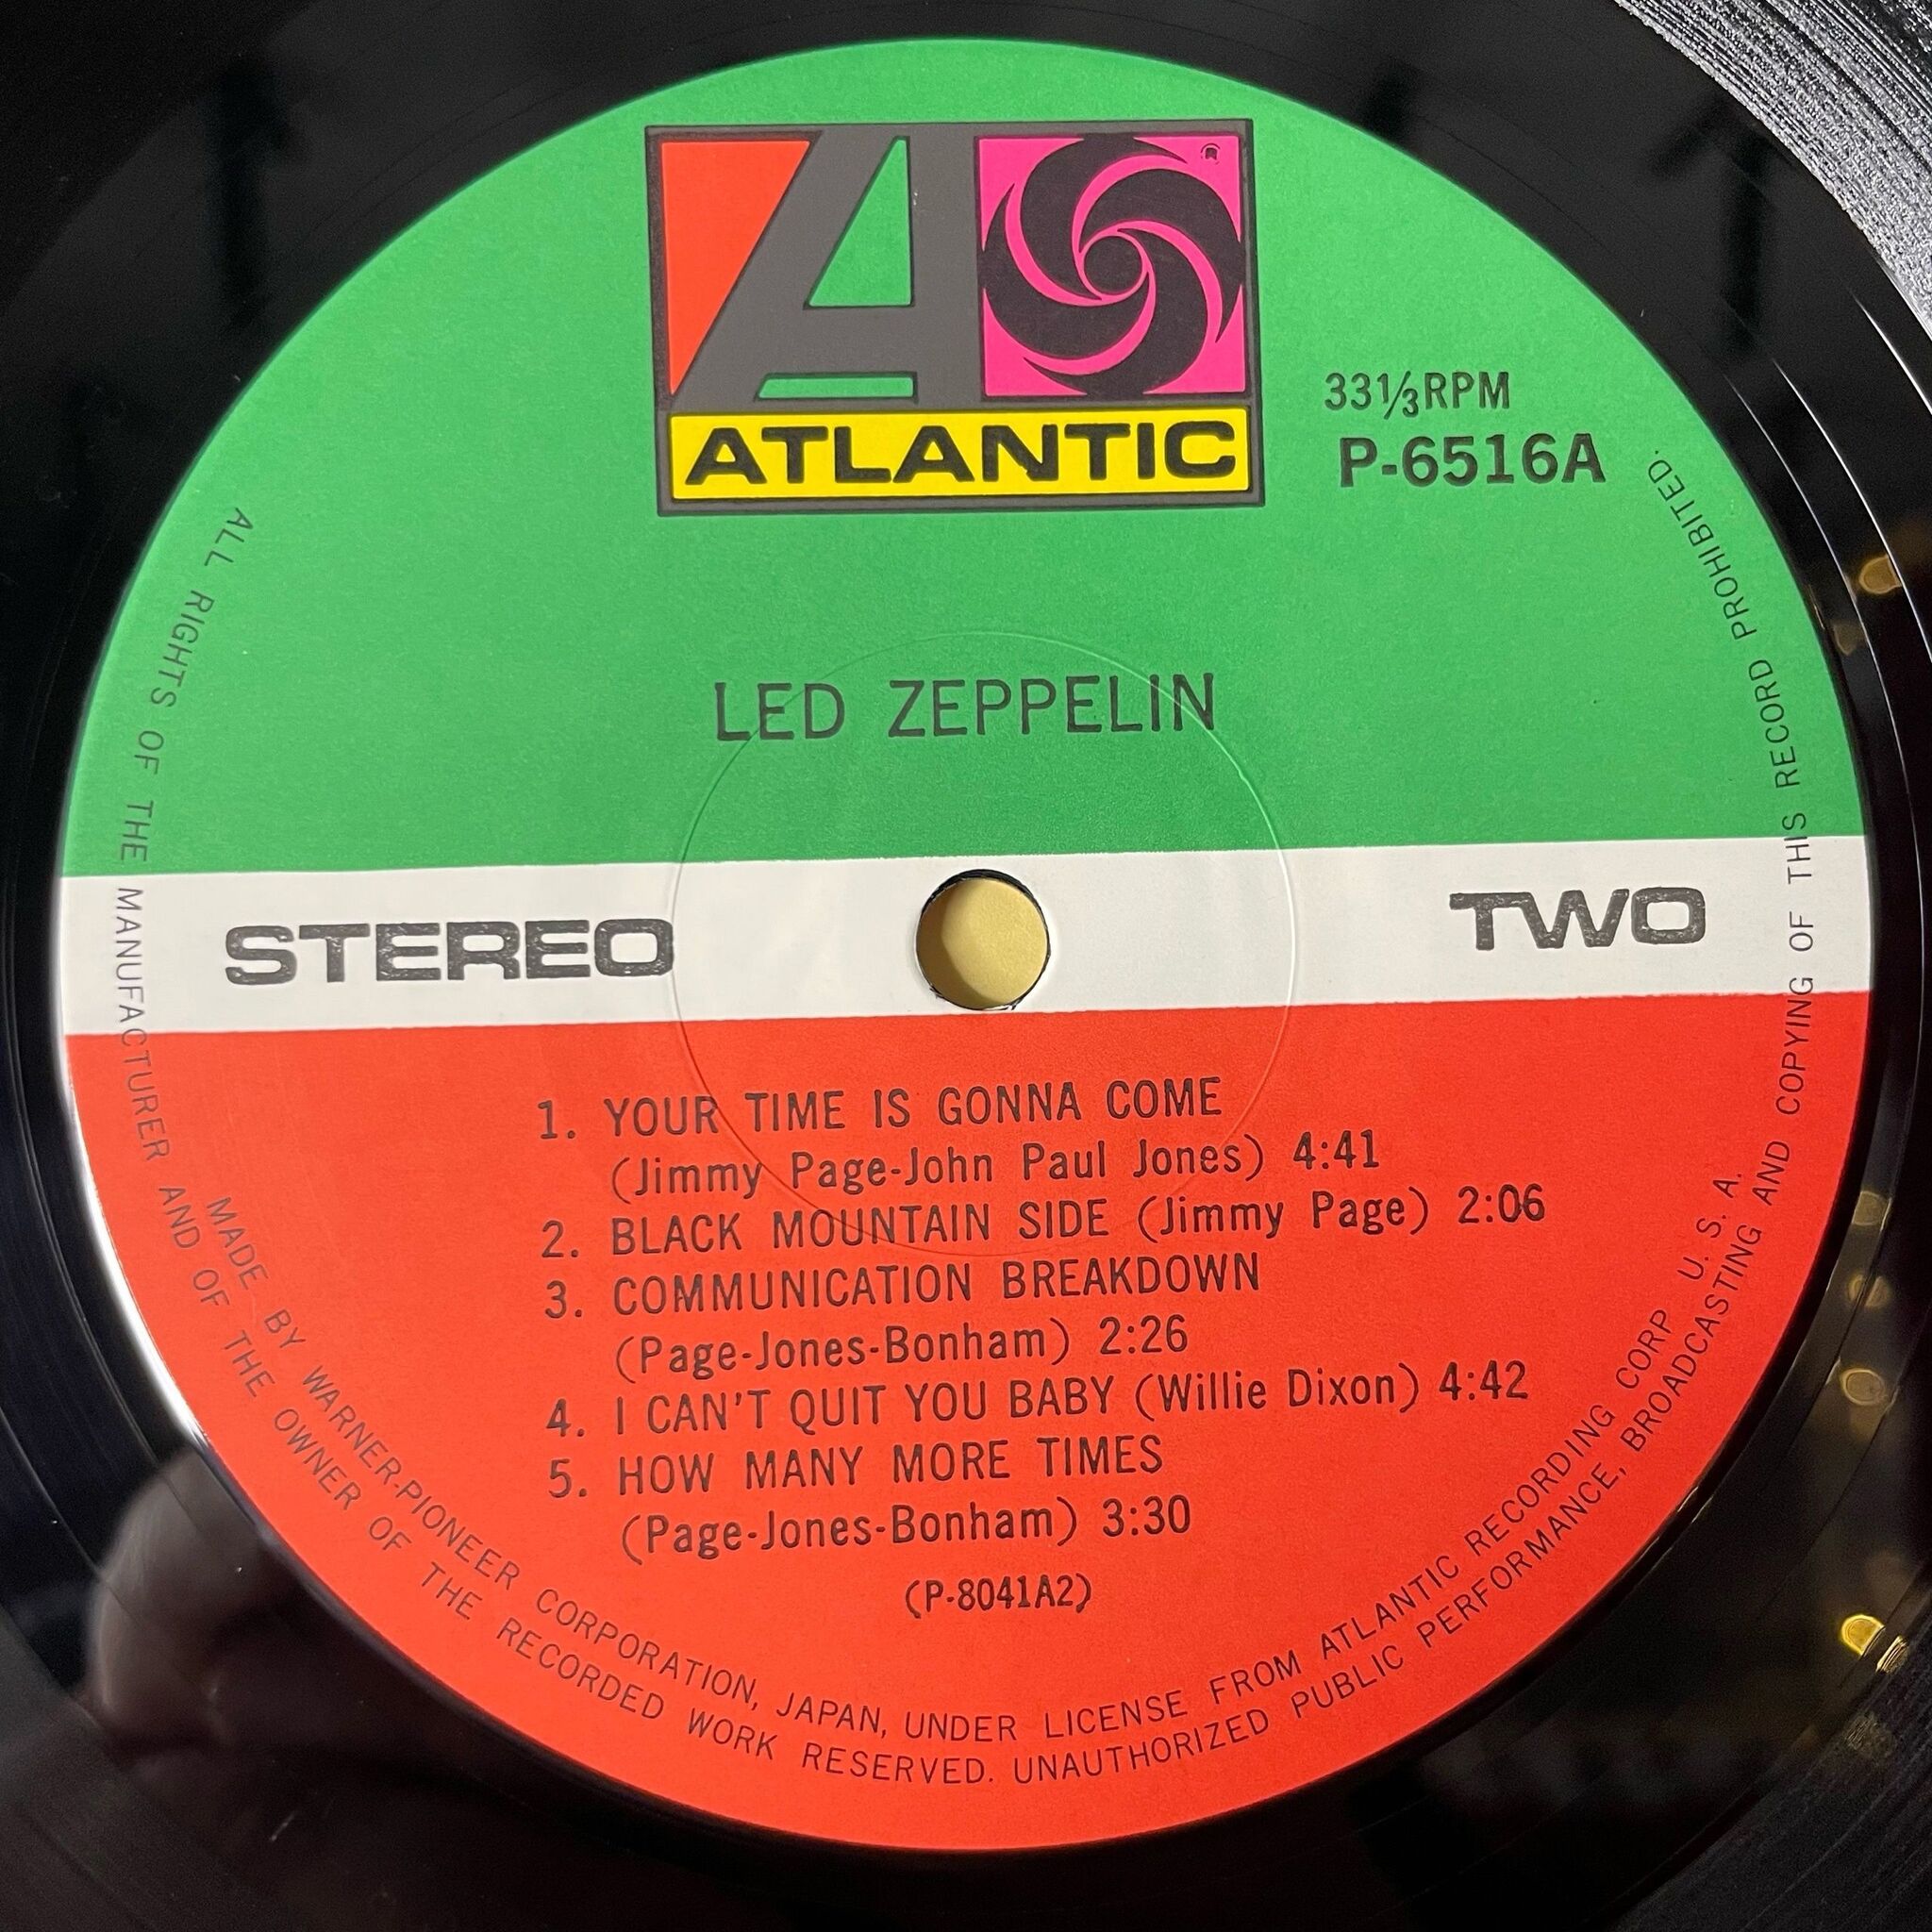 ATLANTIC
®
33⅓RPM
P-6516A
LED ZEPPELIN
STEREO
TWO
1. YOUR TIME IS GONNA COME
(Jimmy Page-John Paul Jones) 4:41
2. BLACK MOUNTAIN SIDE (Jimmy Page) 2:06
3. COMMUNICATION BREAKDOWN
(Page-Jones-Bonham) 2:26
4. I CAN'T QUIT YOU BABY (Willie Dixon) 4:42
5. HOW MANY MORE TIMES
(Page-Jones-Bonham) 3:30
(P-8041A2)
MADE BY WARNER-PIONEER CORPORATION, JAPAN, UNDER LICENSE FROM ATLANTIC RECORDING CORP U. S. A.
ALL RIGHTS OF THE MANUFACTURER AND OF THE OWNER OF THE RECORDED WORK RESERVED. UNAUTHORIZED PUBLIC PERFORMANCE, BROADCASTING AND COPYING OF THIS RECORD PROHIBITED.